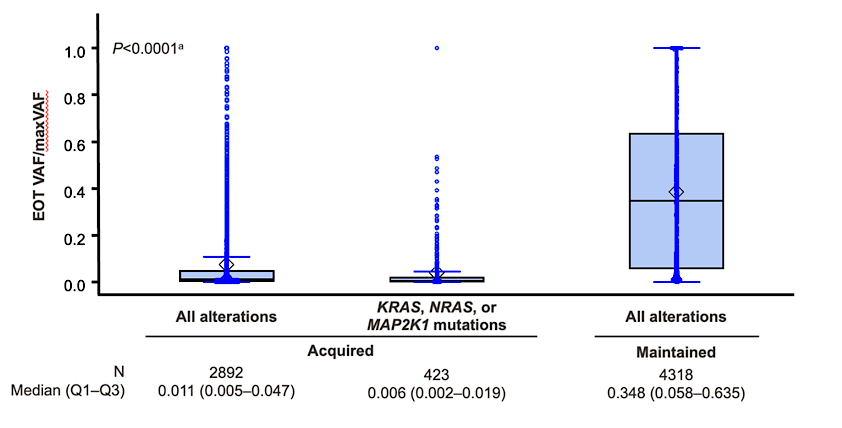 EOT VAF/maxVAF
1.0
0.8
0.6
0.4
0.2
0.0
P<0.0001ᵃ
All alterations
KRAS, NRAS, or
MAP2K1 mutations
All alterations
Acquired
Maintained
N 2892 423 4318
Median (Q1–Q3) 0.011 (0.005–0.047) 0.006 (0.002–0.019) 0.348 (0.058–0.635)